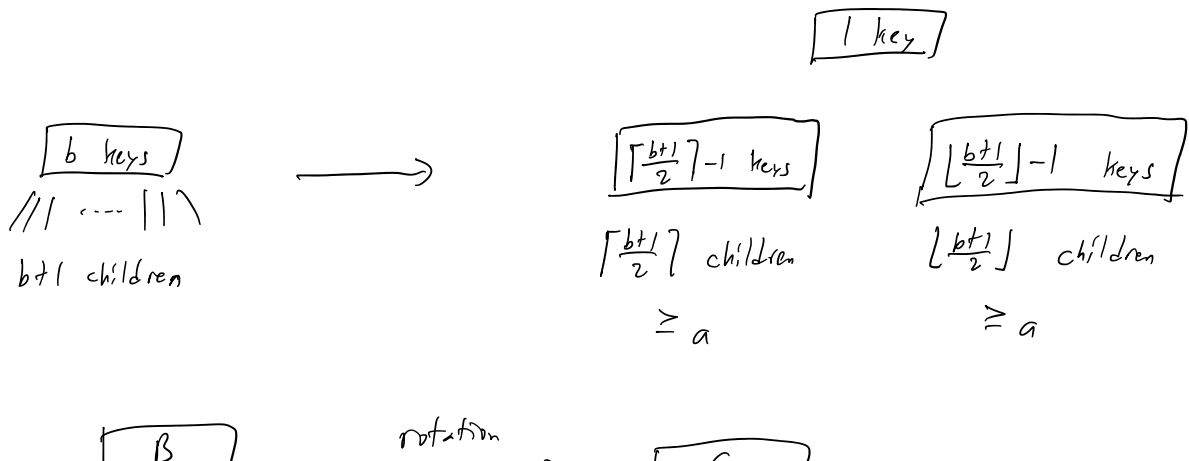 1 key
b keys
⌈(b+1)/2⌉ - 1 keys
⌊(b+1)/2⌋ - 1 keys
b+1 children
⌈(b+1)/2⌉ children
⌊(b+1)/2⌋ children
≥ a
≥ a
rotation
B